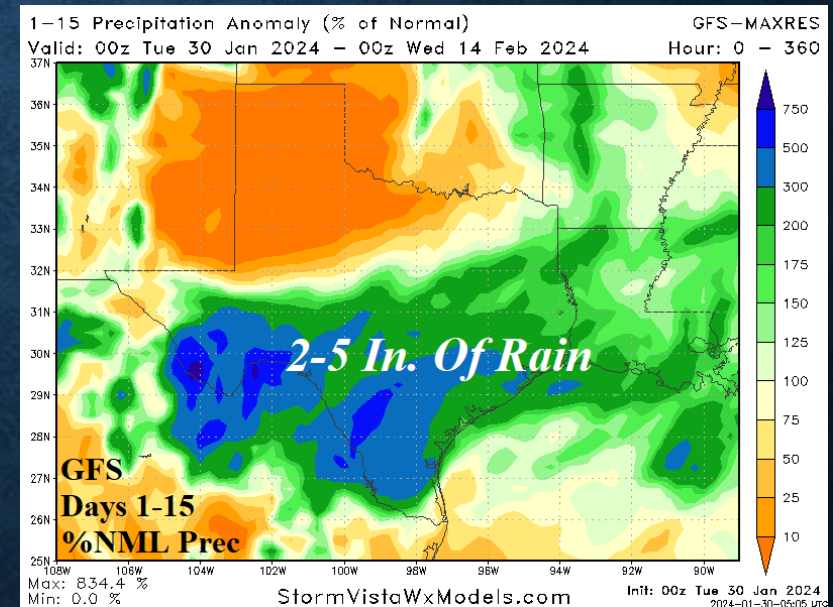 1-15 Precipitation Anomaly (% of Normal) GFS-MAXRES
Valid: 00z Tue 30 Jan 2024 - 00z Wed 14 Feb 2024 Hour: 0 - 360
37N
36N
35N
34N
33N
32N
31N
30N
29N
28N
27N
26N
25N
750
500
300
200
175
150
125
100
75
50
25
10
2-5 In. Of Rain
GFS
Days 1-15
%NML Prec
108W 106W 104W 102W 100W 98W 96W 94W 92W 90W
Max: 834.4 %
Min: 0.0 %
StormVistaWxModels.com
Init: 00z Tue 30 Jan 2024
2024-01-30-05:05 UTC